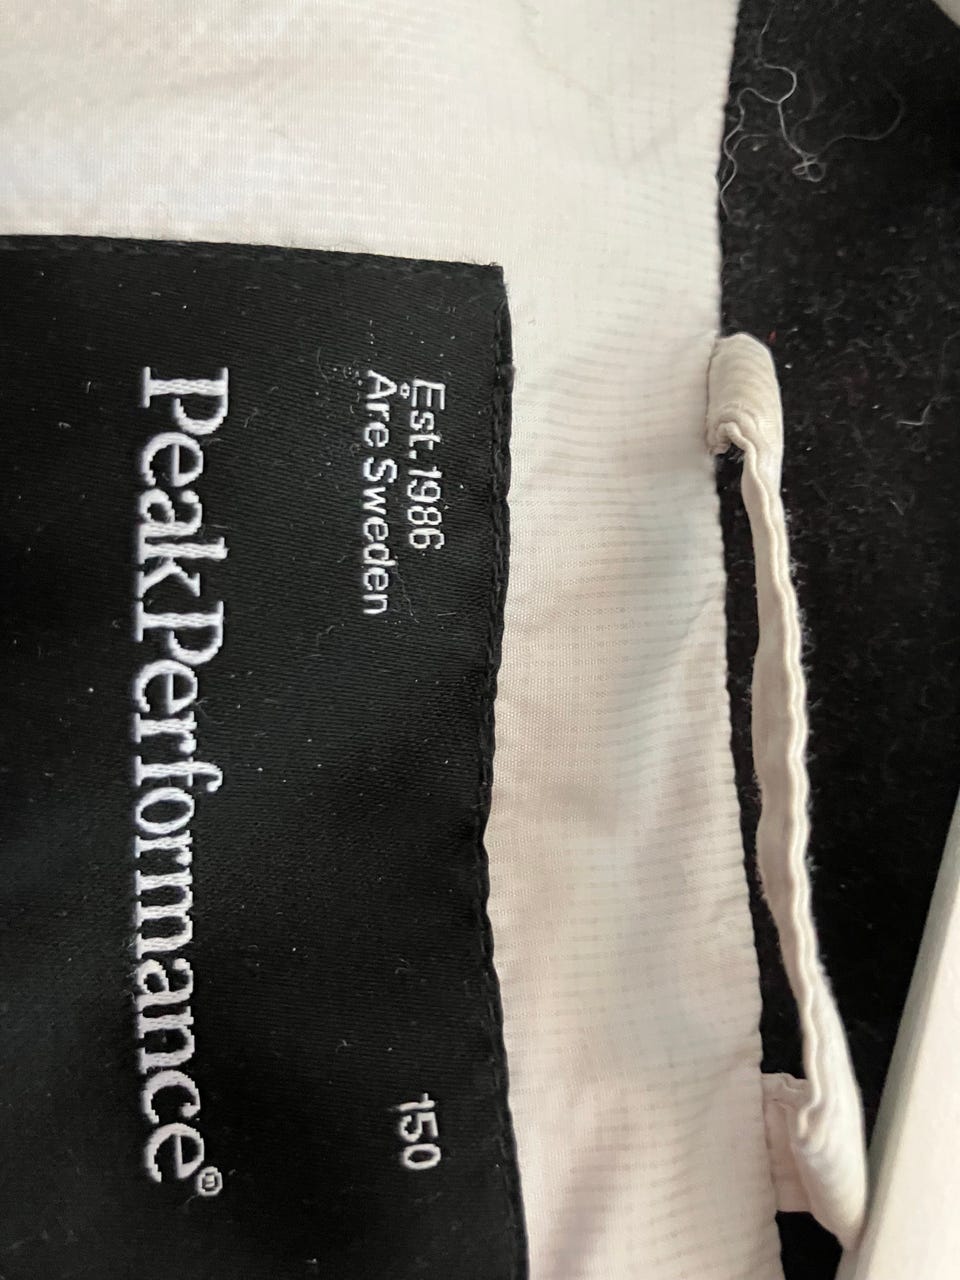 Est. 1986
Åre Sweden
150
PeakPerformance®